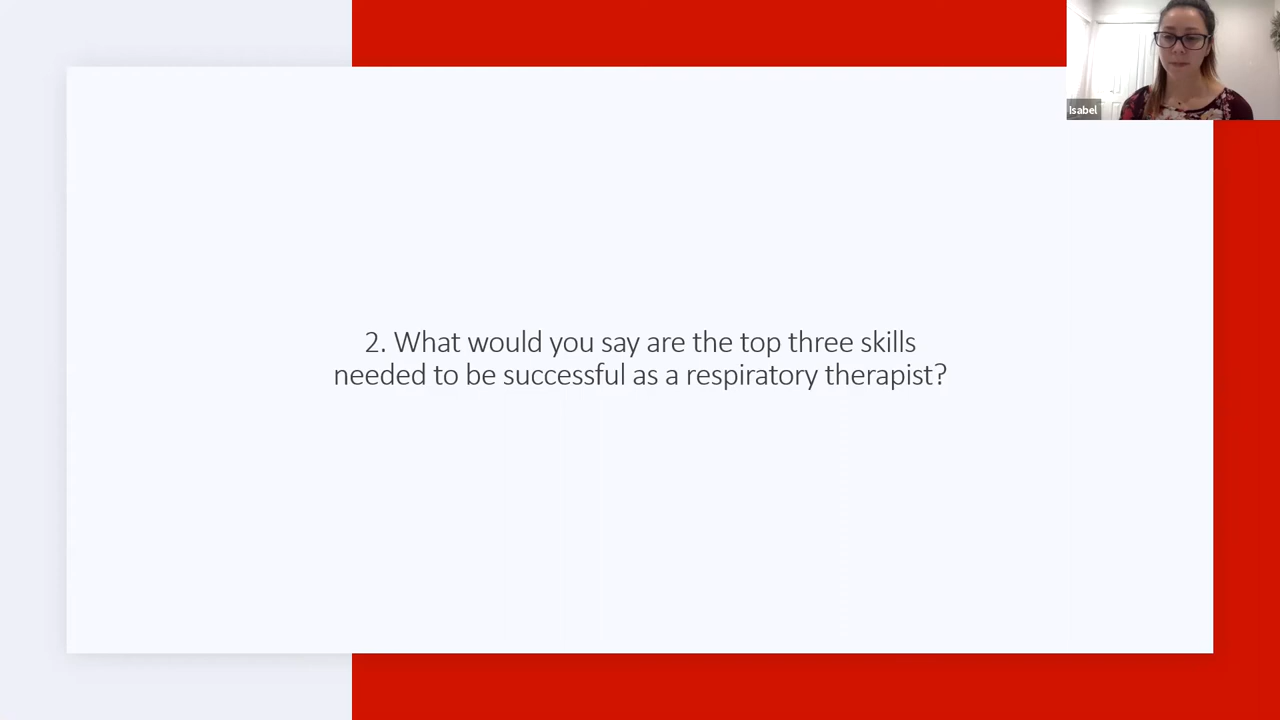 Isabel
2. What would you say are the top three skills
needed to be successful as a respiratory therapist?